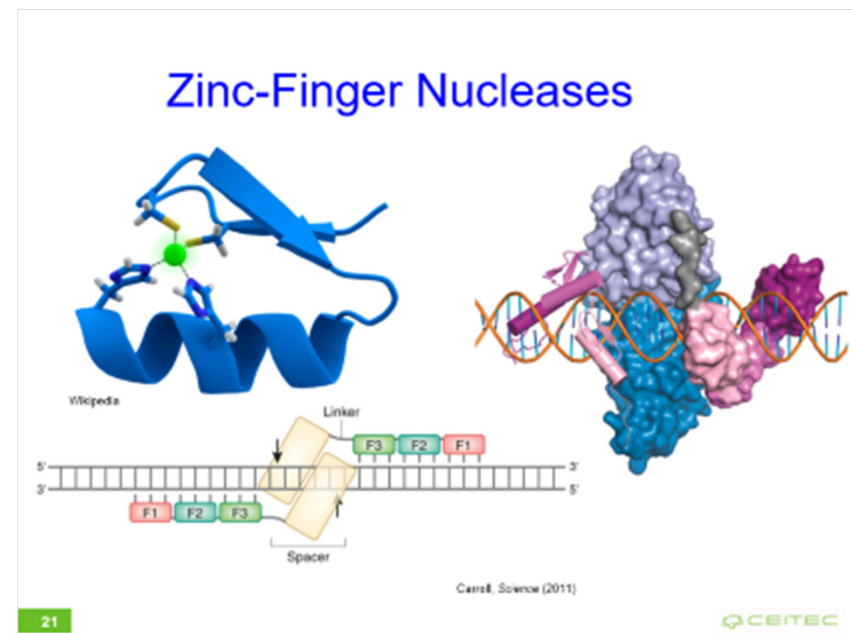 Zinc-Finger Nucleases
Wikipedia
Linker
F3 F2 F1
5' 3'
3' 5'
F1 F2 F3
Spacer
Carroll, Science (2011)
21
CEITEC